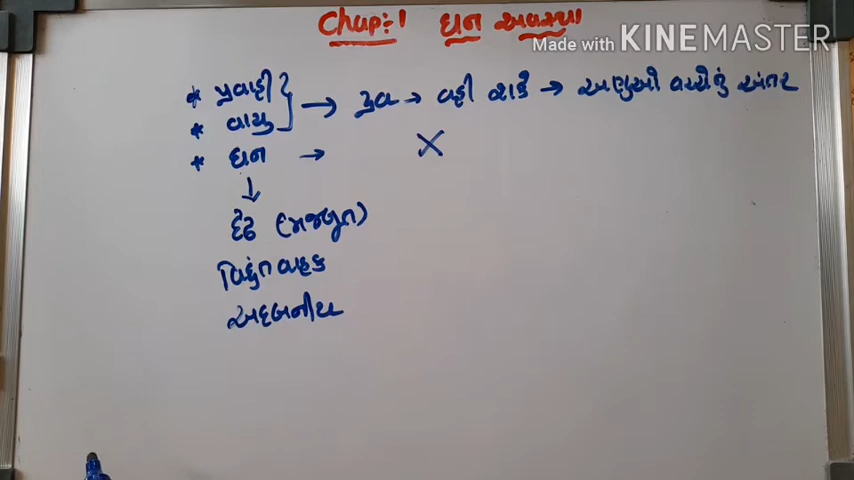 Chap:-1 ઘન અવસ્થા
Made with KINEMASTER
* પ્રવાહી
* વાયુ } → દ્રવ → વહી શકે → અણુઓ વચ્ચેનું અંતર
* ઘન → ✗
↓
દૃઢ (મજબૂત)
વિદ્યુતવાહક
અદબનીય